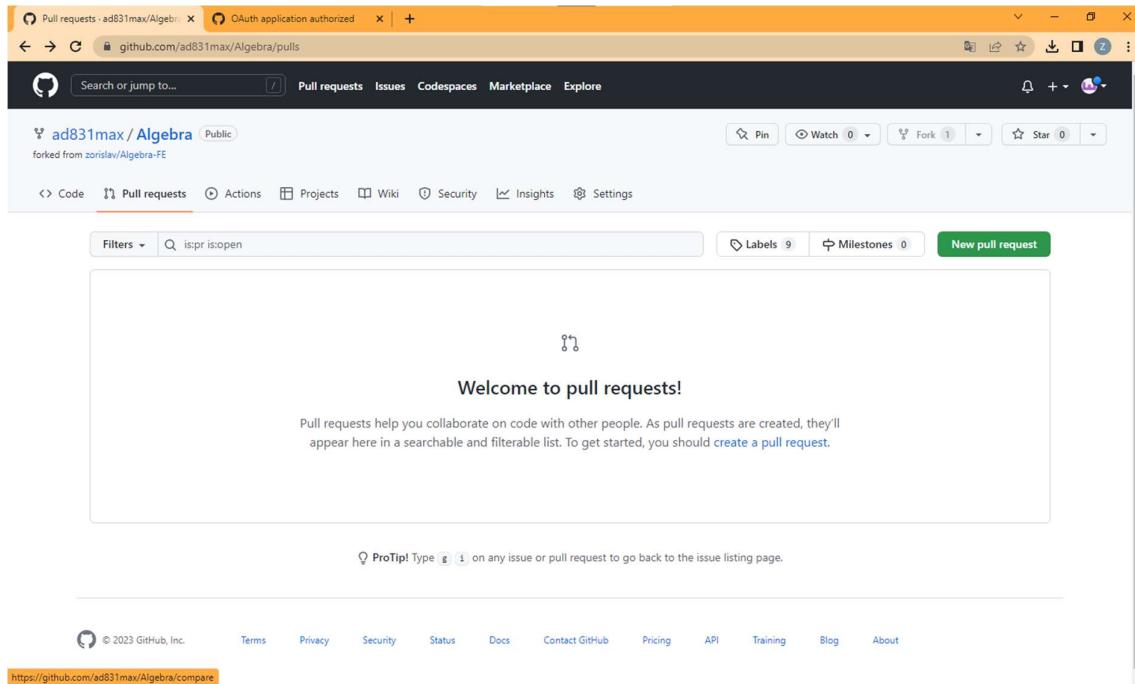 Pull requests · ad831max/Algebra
OAuth application authorized
github.com/ad831max/Algebra/pulls
Z
Search or jump to... /
Pull requests Issues Codespaces Marketplace Explore
ad831max / Algebra Public
Pin Watch 0 Fork 1 Star 0
forked from zorislav/Algebra-FE
Code Pull requests Actions Projects Wiki Security Insights Settings
Filters is:pr is:open Labels 9 Milestones 0 New pull request
Welcome to pull requests!
Pull requests help you collaborate on code with other people. As pull requests are created, they'll
appear here in a searchable and filterable list. To get started, you should create a pull request.
ProTip! Type g i on any issue or pull request to go back to the issue listing page.
© 2023 GitHub, Inc. Terms Privacy Security Status Docs Contact GitHub Pricing API Training Blog About
https://github.com/ad831max/Algebra/compare